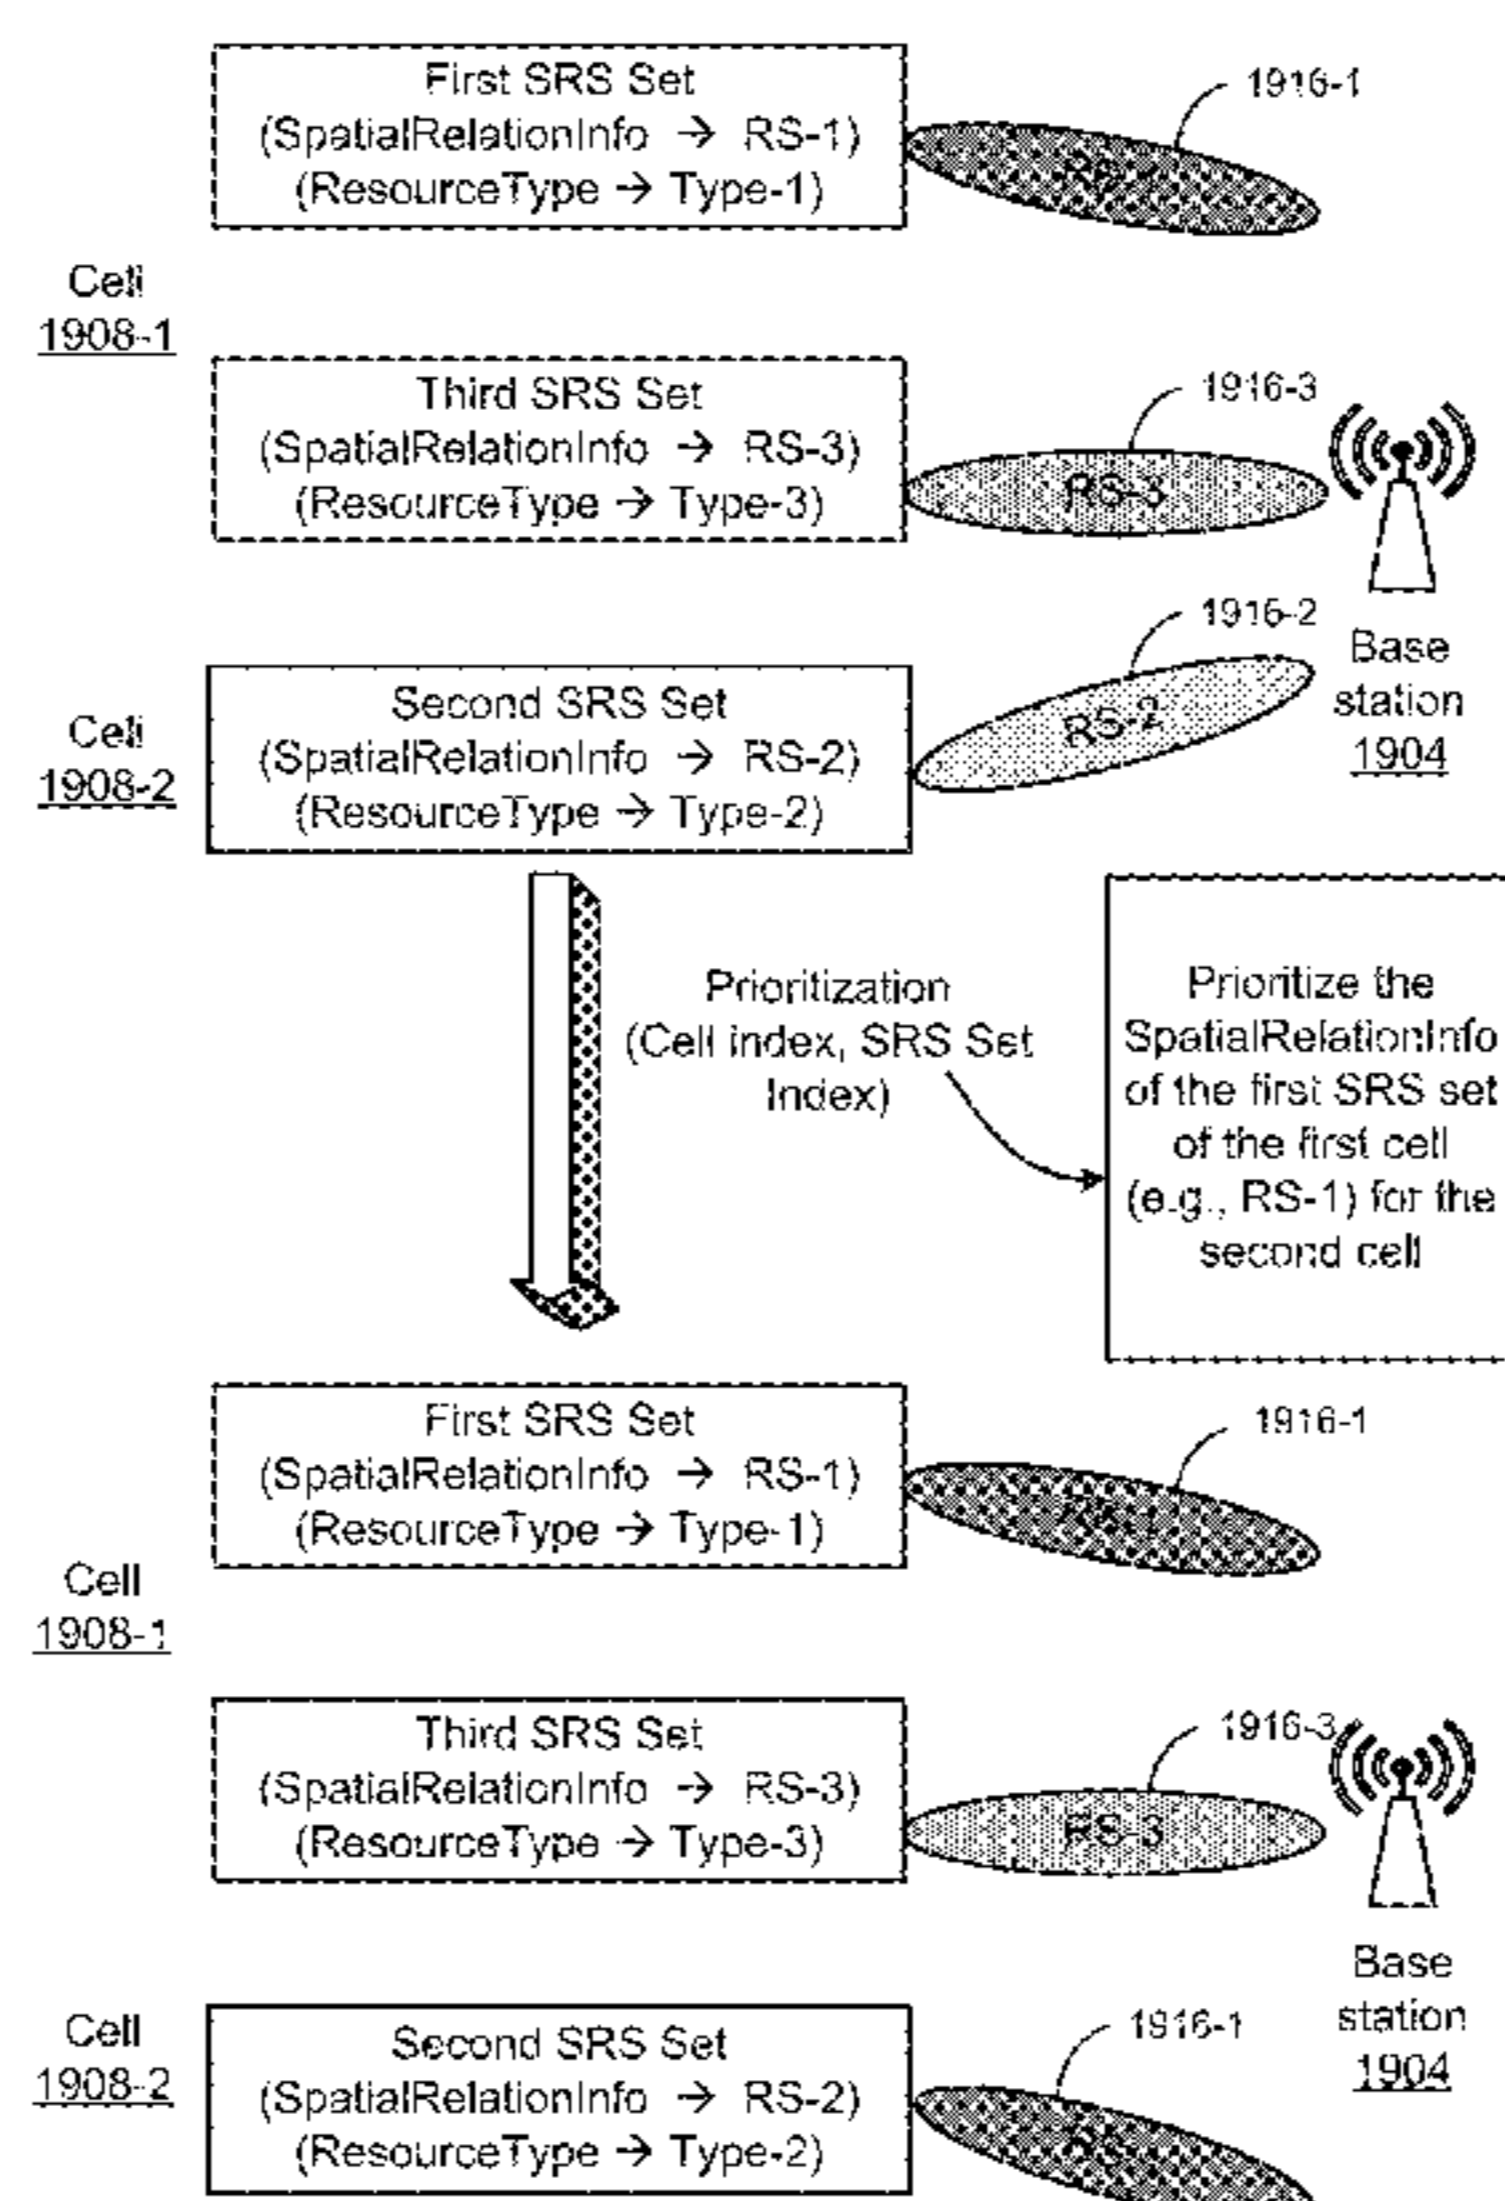 First SRS Set
(SpatialRelationInfo → RS-1)
(ResourceType → Type-1)
1916-1
Cell
1908-1
Third SRS Set
(SpatialRelationInfo → RS-3)
(ResourceType → Type-3)
1916-3
RS-3
Second SRS Set
(SpatialRelationInfo → RS-2)
(ResourceType → Type-2)
1916-2
RS-2
Base
station
1904
Cell
1908-2
Prioritization
(Cell index, SRS Set
Index)
Prioritize the
SpatialRelationInfo
of the first SRS set
of the first cell
(e.g., RS-1) for the
second cell
First SRS Set
(SpatialRelationInfo → RS-1)
(ResourceType → Type-1)
1916-1
Cell
1908-1
Third SRS Set
(SpatialRelationInfo → RS-3)
(ResourceType → Type-3)
1916-3
RS-3
Base
station
1904
Cell
1908-2
Second SRS Set
(SpatialRelationInfo → RS-2)
(ResourceType → Type-2)
1916-1